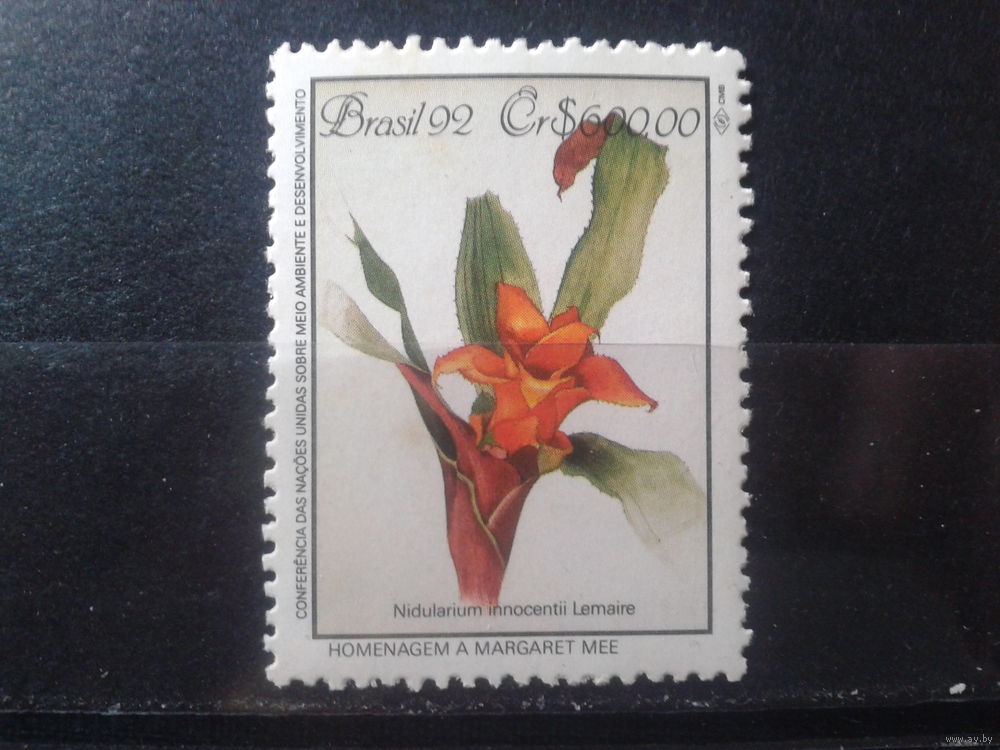 Brasil 92 Cr$600,00
CMB
CONFERÊNCIA DAS NAÇÕES UNIDAS SOBRE MEIO AMBIENTE E DESENVOLVIMENTO
Nidularium innocentii Lemaire
HOMENAGEM A MARGARET MEE
www.ay.by